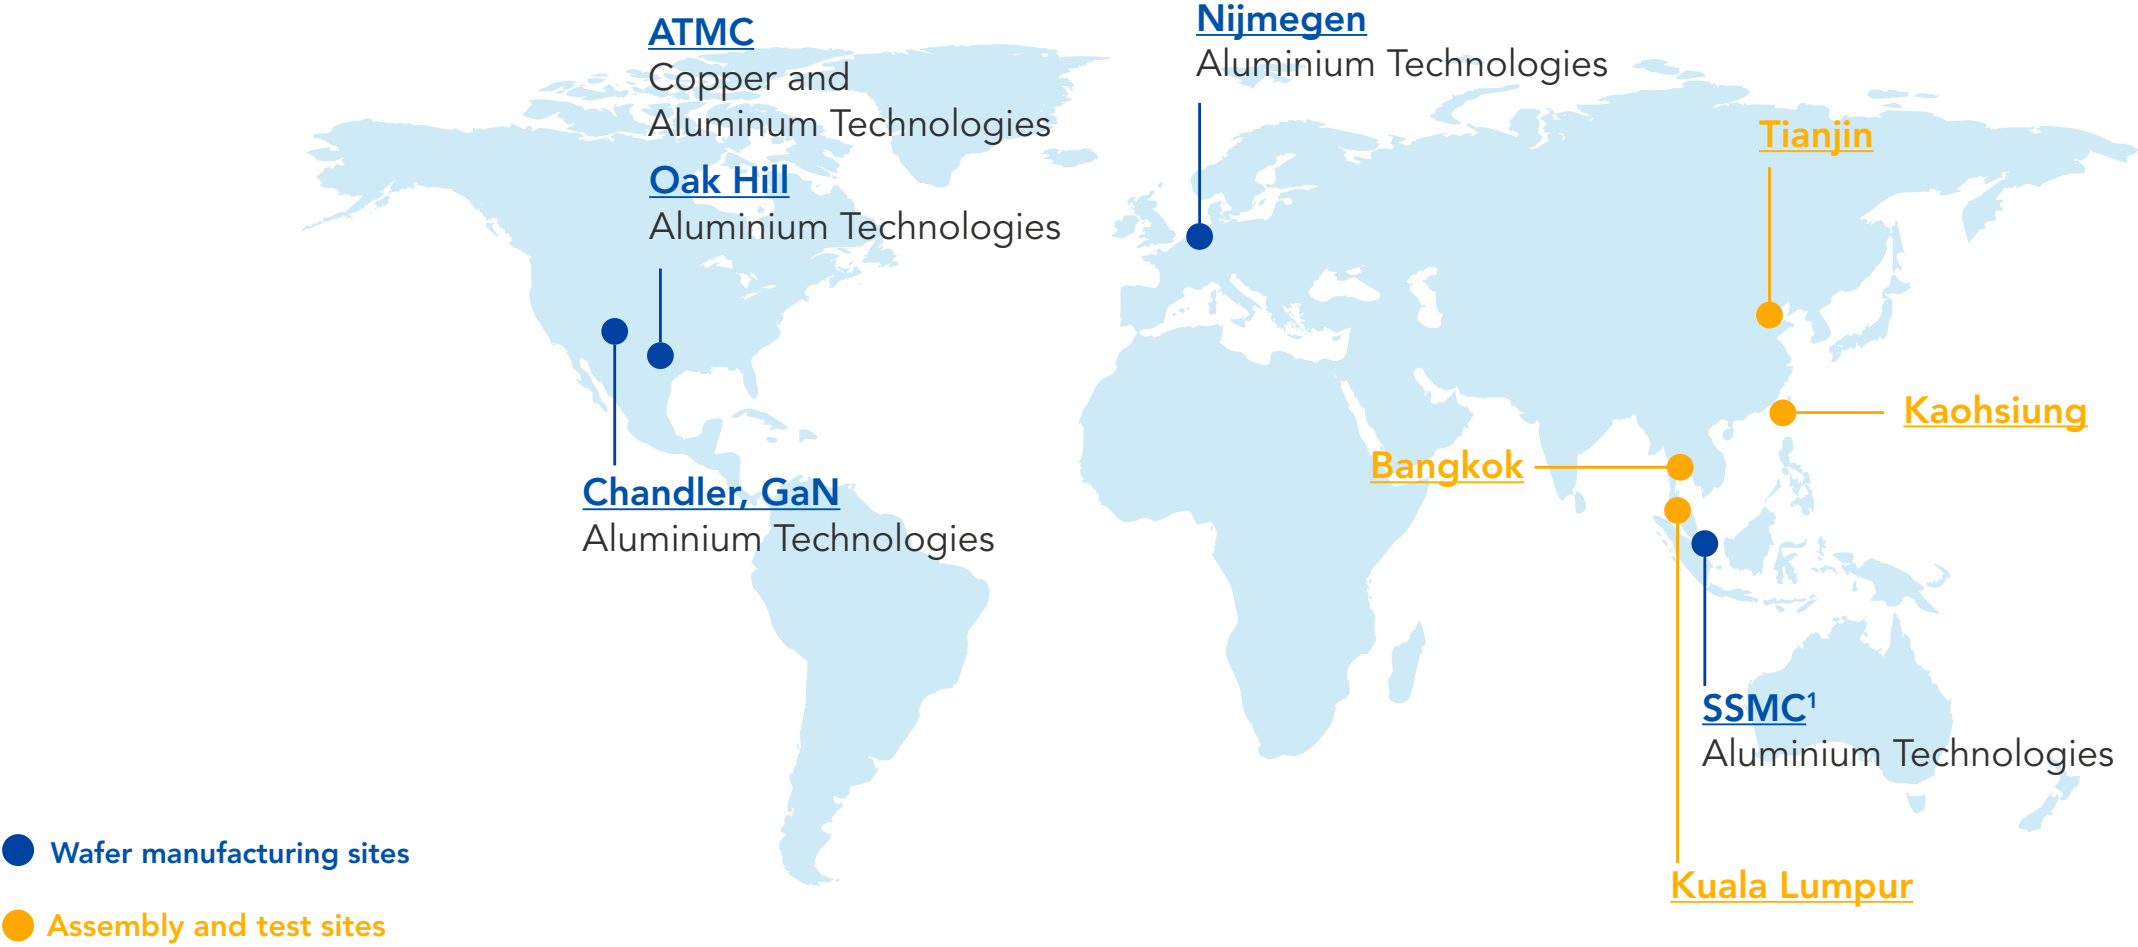 ATMC
Copper and
Aluminum Technologies
Oak Hill
Aluminium Technologies
Nijmegen
Aluminium Technologies
Tianjin
Kaohsiung
Bangkok
Chandler, GaN
Aluminium Technologies
SSMC¹
Aluminium Technologies
Kuala Lumpur
Wafer manufacturing sites
Assembly and test sites